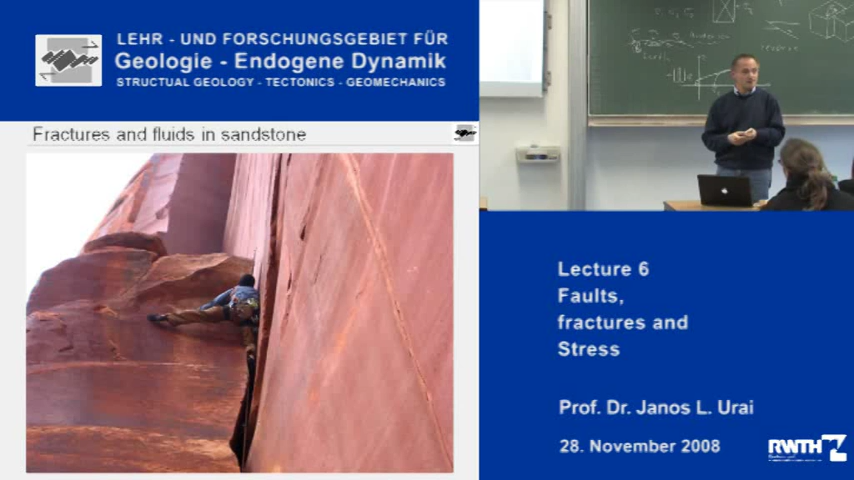 LEHR - UND FORSCHUNGSGEBIET FÜR
Geologie - Endogene Dynamik
STRUCTUAL GEOLOGY - TECTONICS - GEOMECHANICS
Fractures and fluids in sandstone
Lecture 6
Faults,
fractures and
Stress
Prof. Dr. Janos L. Urai
28. November 2008
RWTH